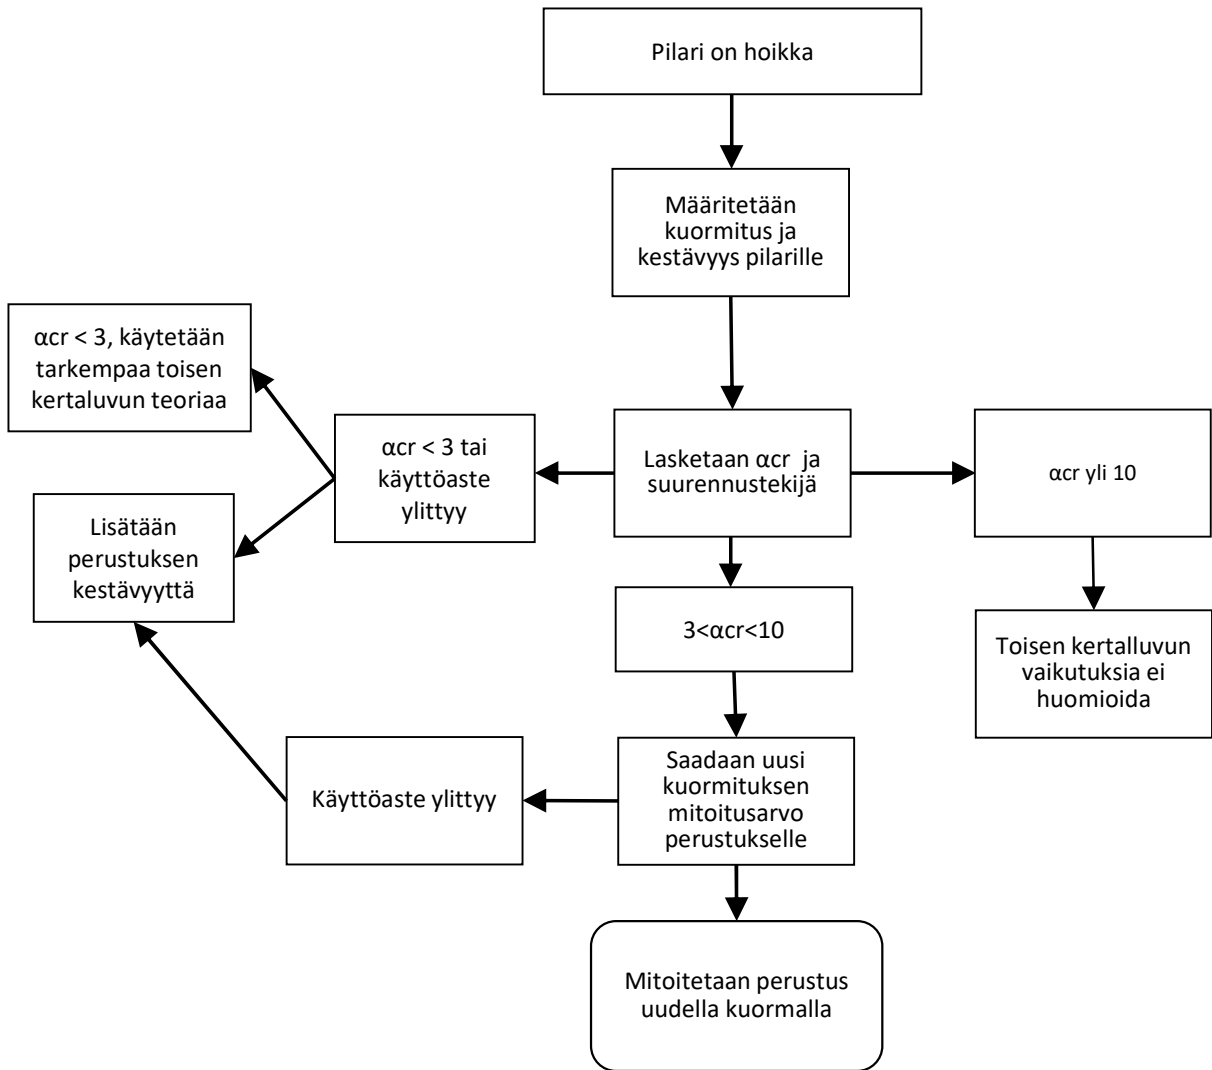 Pilari on hoikka
Määritetään
kuormitus ja
kestävyys pilarille
αcr < 3, käytetään
tarkempaa toisen
kertaluvun teoriaa
αcr < 3 tai
käyttöaste
ylittyy
Lasketaan αcr ja
suurennustekijä
αcr yli 10
Lisätään
perustuksen
kestävyyttä
3<αcr<10
Toisen kertalluvun
vaikutuksia ei
huomioida
Käyttöaste ylittyy
Saadaan uusi
kuormituksen
mitoitusarvo
perustukselle
Mitoitetaan perustus
uudella kuormalla